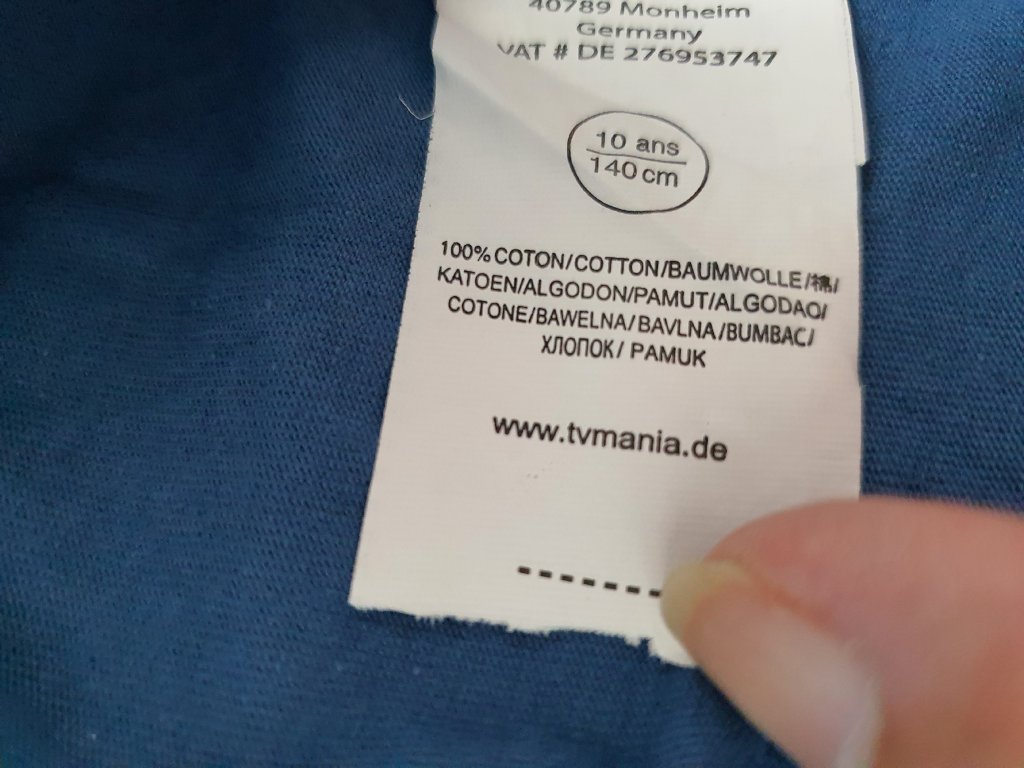 40789 Monheim
Germany
VAT # DE 276953747
10 ans
140 cm
100% COTON/COTTON/BAUMWOLLE/棉/
KATOEN/ALGODON/PAMUT/ALGODAO/
COTONE/BAWELNA/BAVLNA/BUMBAC/
ХЛОПОК/ PAMUK
www.tvmania.de